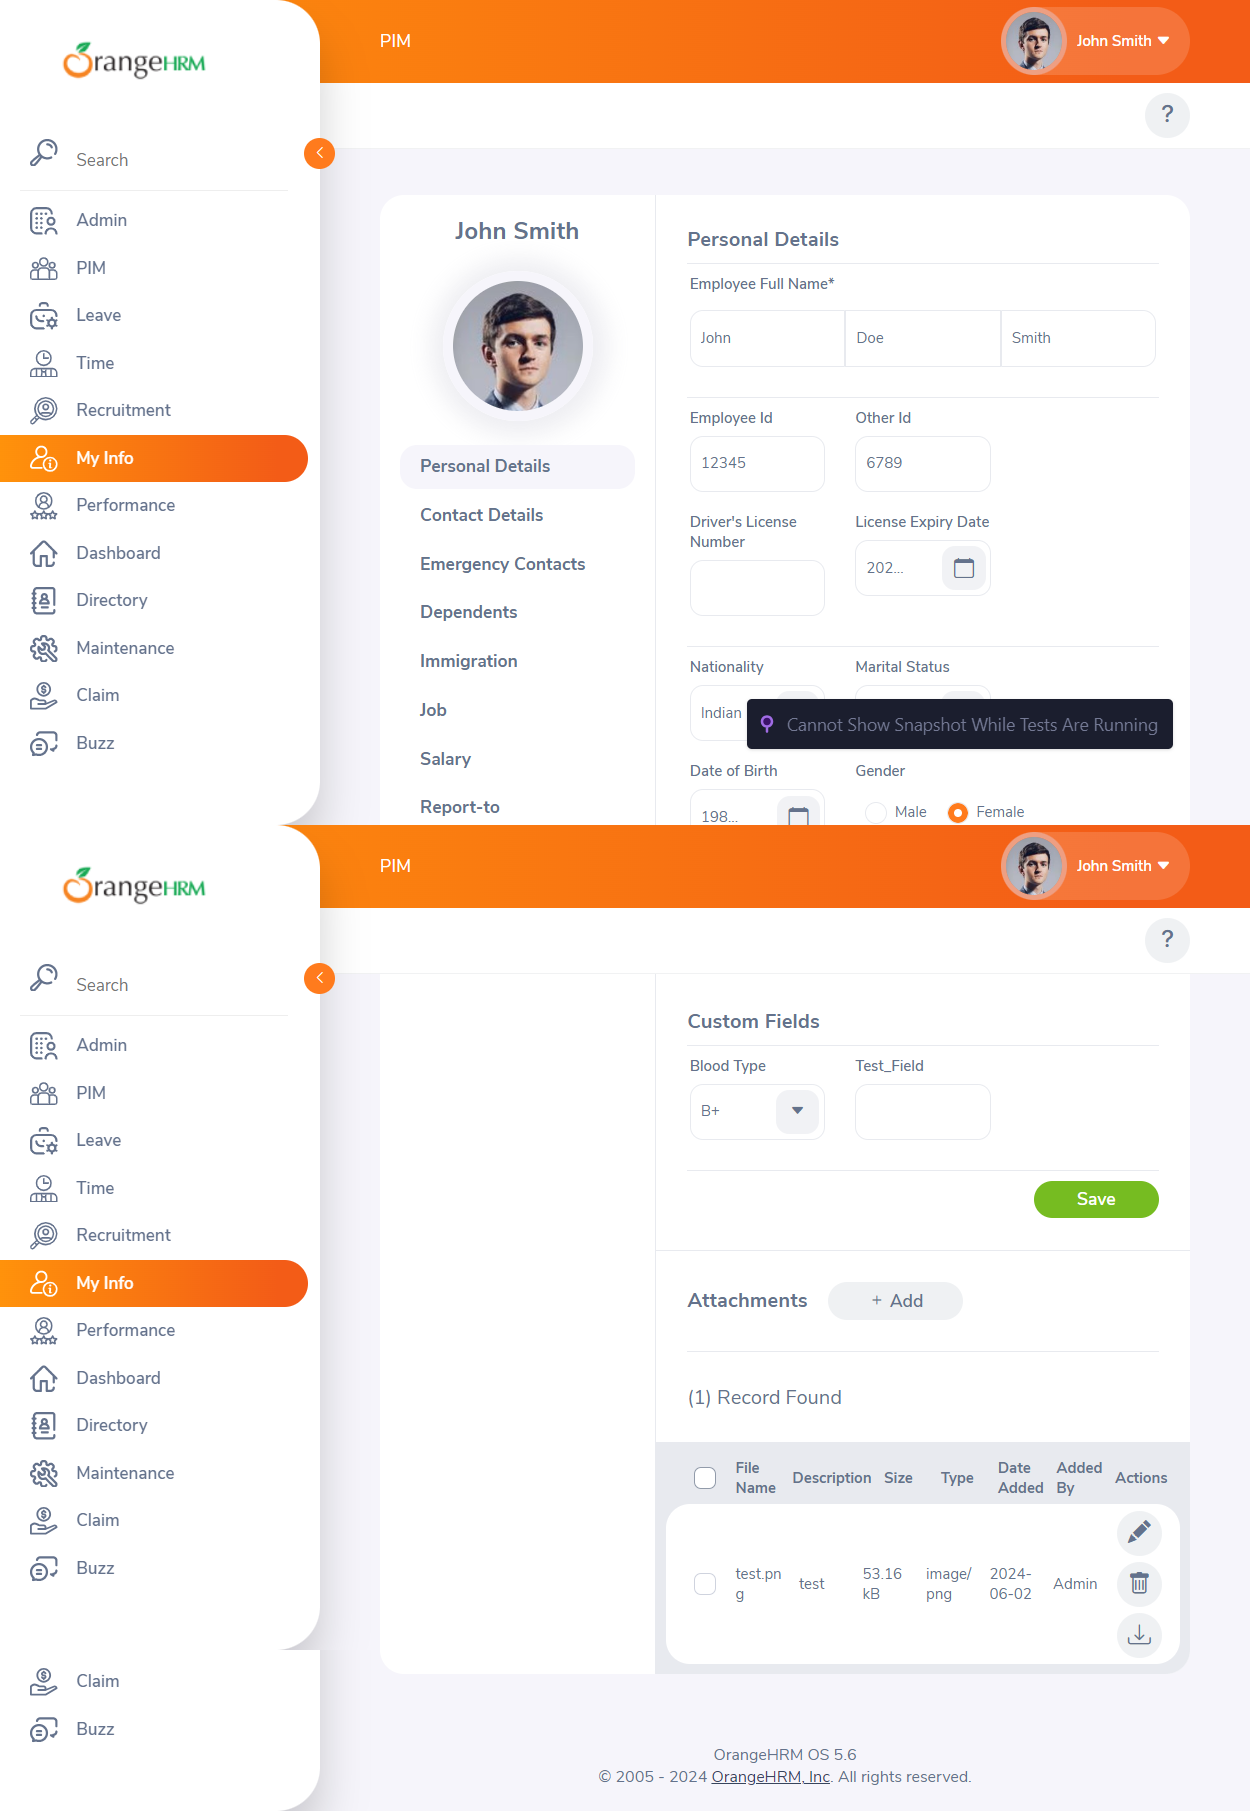 OrangeHRM
PIM
John Smith
?
Search
Admin
PIM
Leave
Time
Recruitment
My Info
Performance
Dashboard
Directory
Maintenance
Claim
Buzz
John Smith
Personal Details
Contact Details
Emergency Contacts
Dependents
Immigration
Job
Salary
Report-to
Personal Details
Employee Full Name*
John Doe Smith
Employee Id Other Id
12345 6789
Driver's License
Number
License Expiry Date
202...
Nationality Marital Status
Indian
Cannot Show Snapshot While Tests Are Running
Date of Birth Gender
198... Male Female
OrangeHRM
PIM
John Smith
?
Search
Admin
PIM
Leave
Time
Recruitment
My Info
Performance
Dashboard
Directory
Maintenance
Claim
Buzz
Custom Fields
Blood Type Test_Field
B+
Save
Attachments + Add
(1) Record Found
File
Name
Description Size Type
Date
Added
Added
By
Actions
test.pn
g
test
53.16
kB
image/
png
2024-
06-02
Admin
Claim
Buzz
OrangeHRM OS 5.6
© 2005 - 2024 OrangeHRM, Inc. All rights reserved.